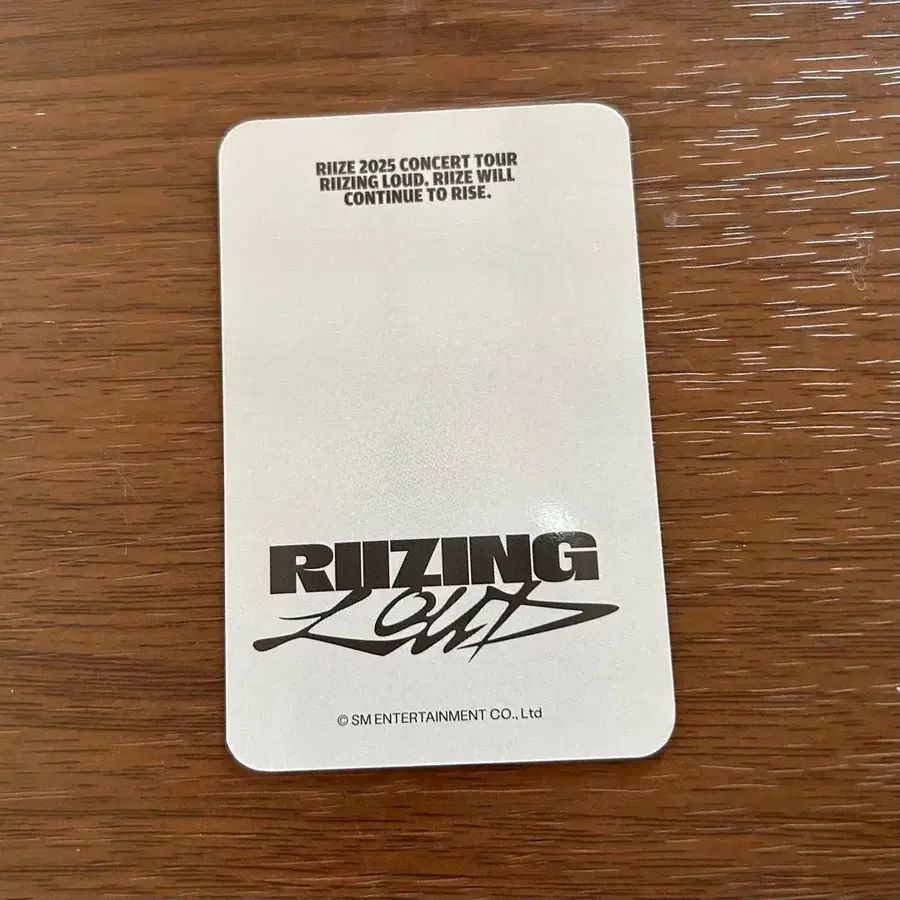 RIIZE 2025 CONCERT TOUR
RIIZING LOUD. RIIZE WILL
CONTINUE TO RISE.
RIIZING
LOUD
© SM ENTERTAINMENT CO., Ltd